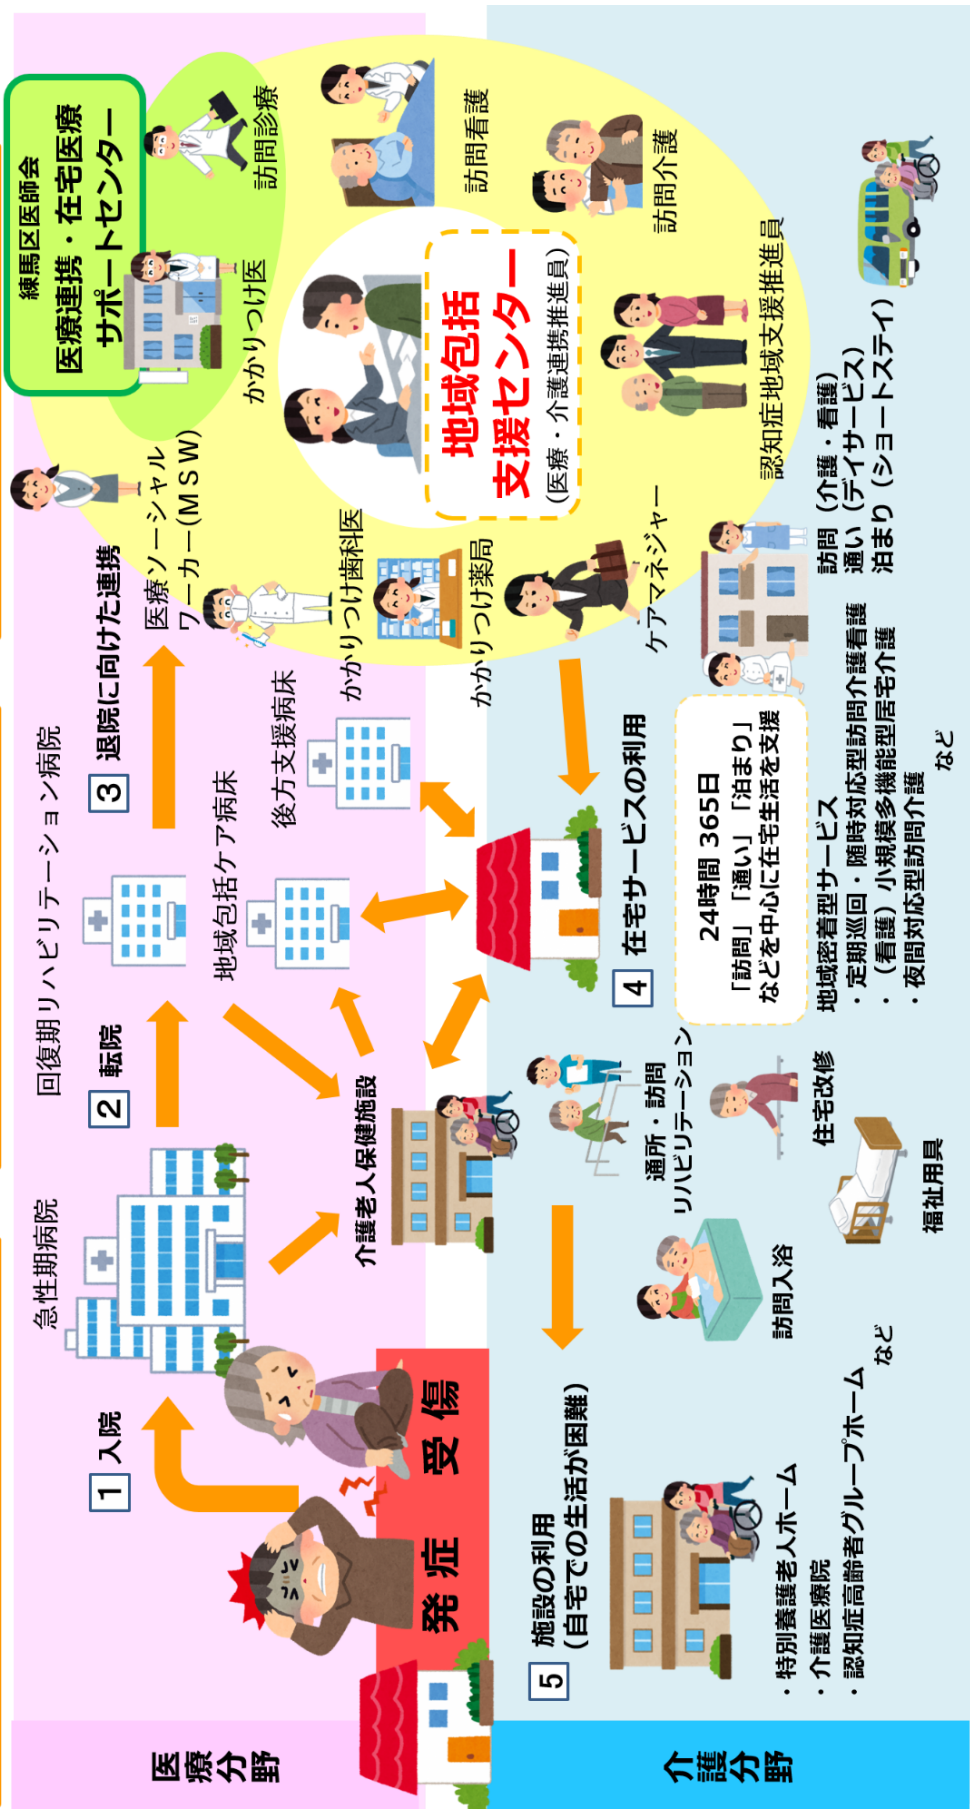 医療分野
介護分野
発症
受傷
1 入院
急性期病院
2 転院
回復期リハビリテーション病院
3 退院に向けた連携
地域包括ケア病床
後方支援病床
介護老人保健施設
医療ソーシャル
ワーカー(MSW)
練馬区医師会
医療連携・在宅医療
サポートセンター
かかりつけ医
訪問診療
訪問看護
訪問介護
かかりつけ歯科医
かかりつけ薬局
ケアマネジャー
認知症地域支援推進員
地域包括
支援センター
(医療・介護連携推進員)
4 在宅サービスの利用
24時間 365日
「訪問」「通い」「泊まり」
などを中心に在宅生活を支援
地域密着型サービス
・定期巡回・随時対応型訪問介護看護
・(看護)小規模多機能型居宅介護
・夜間対応型訪問介護
など
訪問(介護・看護)
通い(デイサービス)
泊まり(ショートステイ)
通所・訪問
リハビリテーション
住宅改修
訪問入浴
福祉用具
など
5 施設の利用
(自宅での生活が困難)
・特別養護老人ホーム
・介護医療院
・認知症高齢者グループホーム